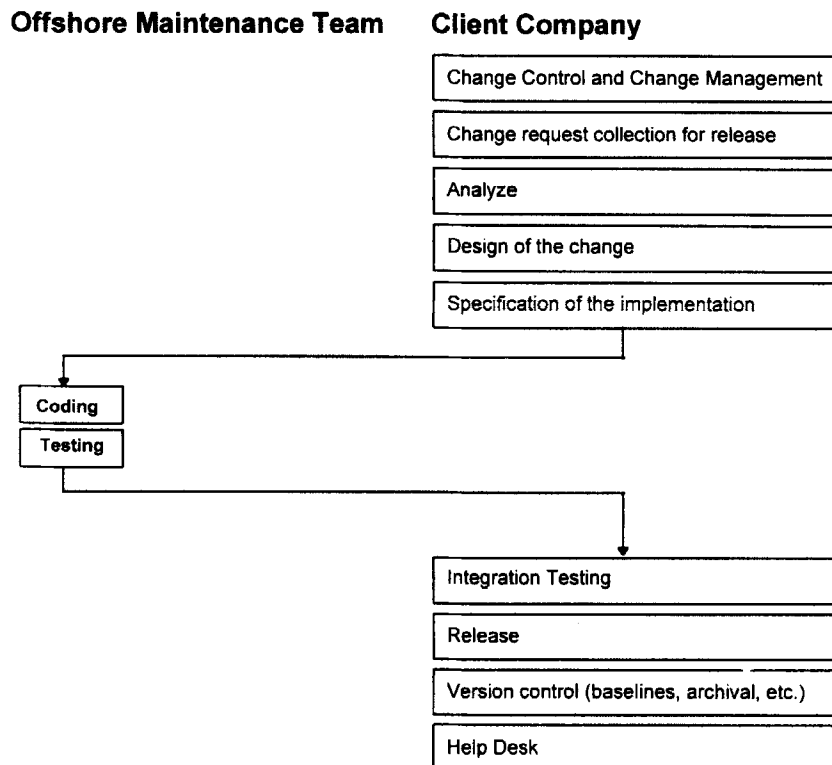 Offshore Maintenance Team
Client Company
Change Control and Change Management
Change request collection for release
Analyze
Design of the change
Specification of the implementation
Coding
Testing
Integration Testing
Release
Version control (baselines, archival, etc.)
Help Desk